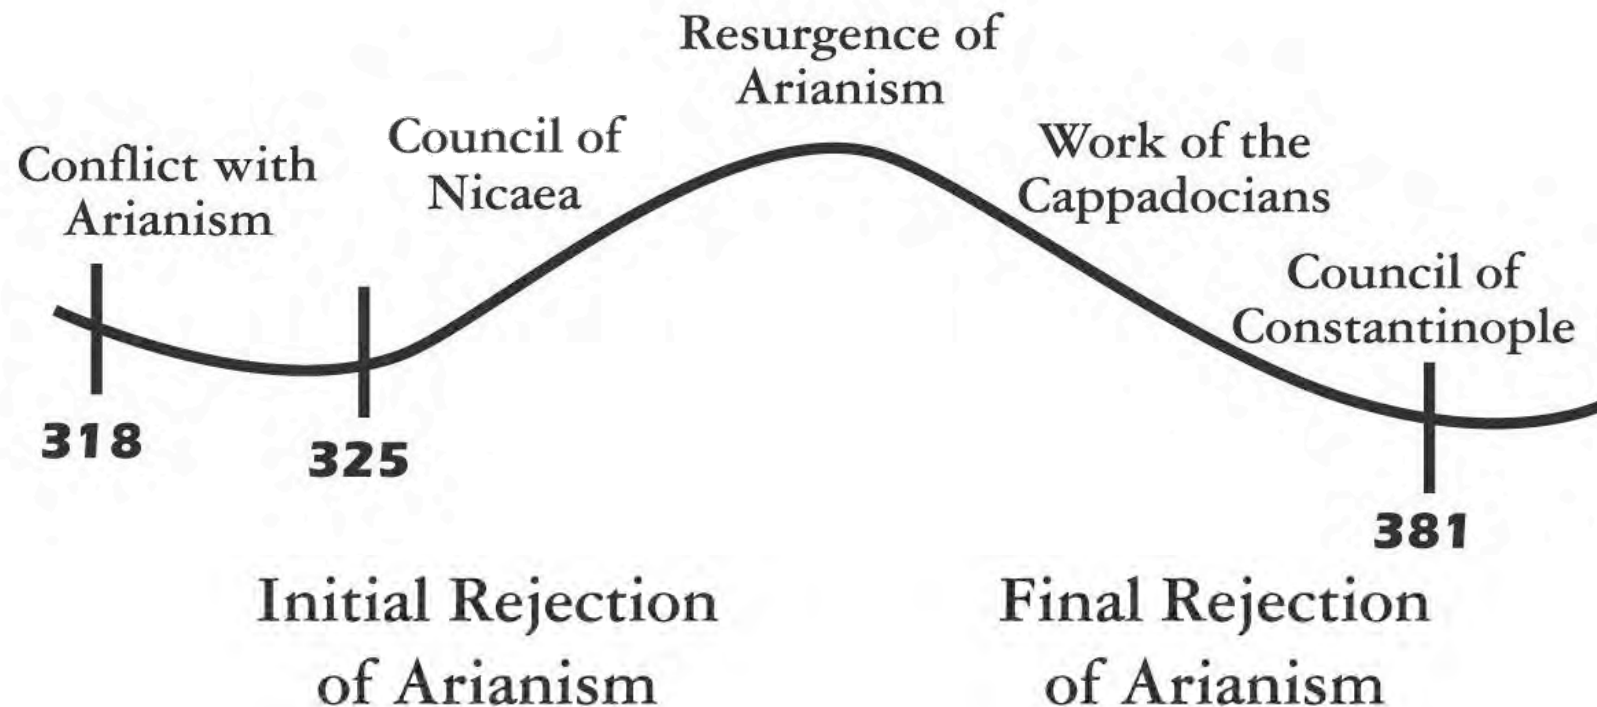 Resurgence of
Arianism
Conflict with
Arianism
Council of
Nicaea
Work of the
Cappadocians
Council of
Constantinople
318
325
381
Initial Rejection
of Arianism
Final Rejection
of Arianism